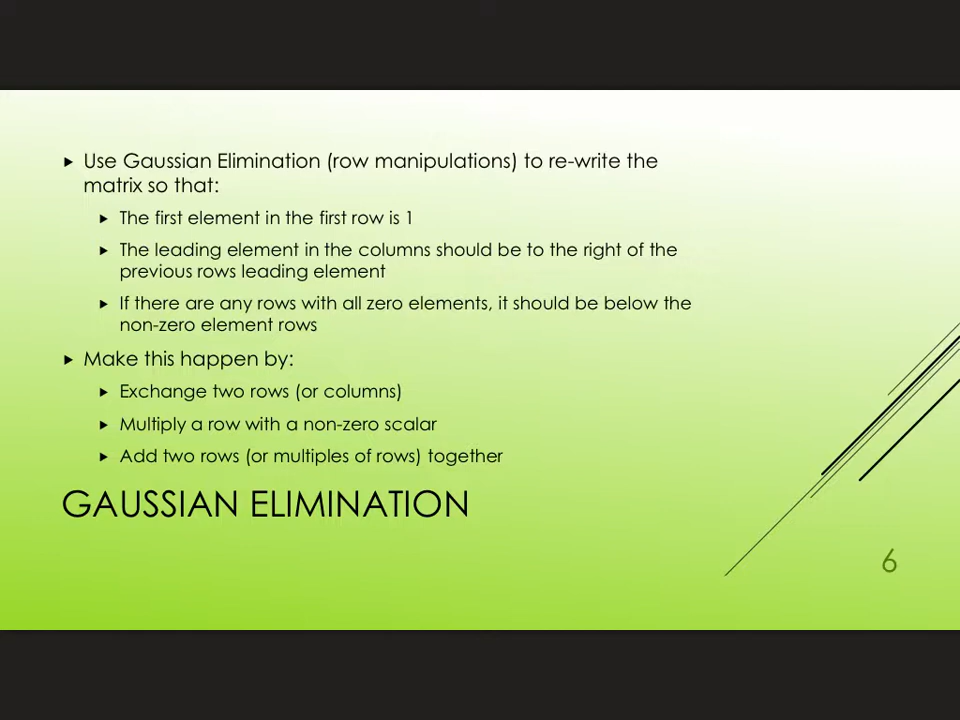 Use Gaussian Elimination (row manipulations) to re-write the
matrix so that:
The first element in the first row is 1
The leading element in the columns should be to the right of the
previous rows leading element
If there are any rows with all zero elements, it should be below the
non-zero element rows
Make this happen by:
Exchange two rows (or columns)
Multiply a row with a non-zero scalar
Add two rows (or multiples of rows) together
GAUSSIAN ELIMINATION
6